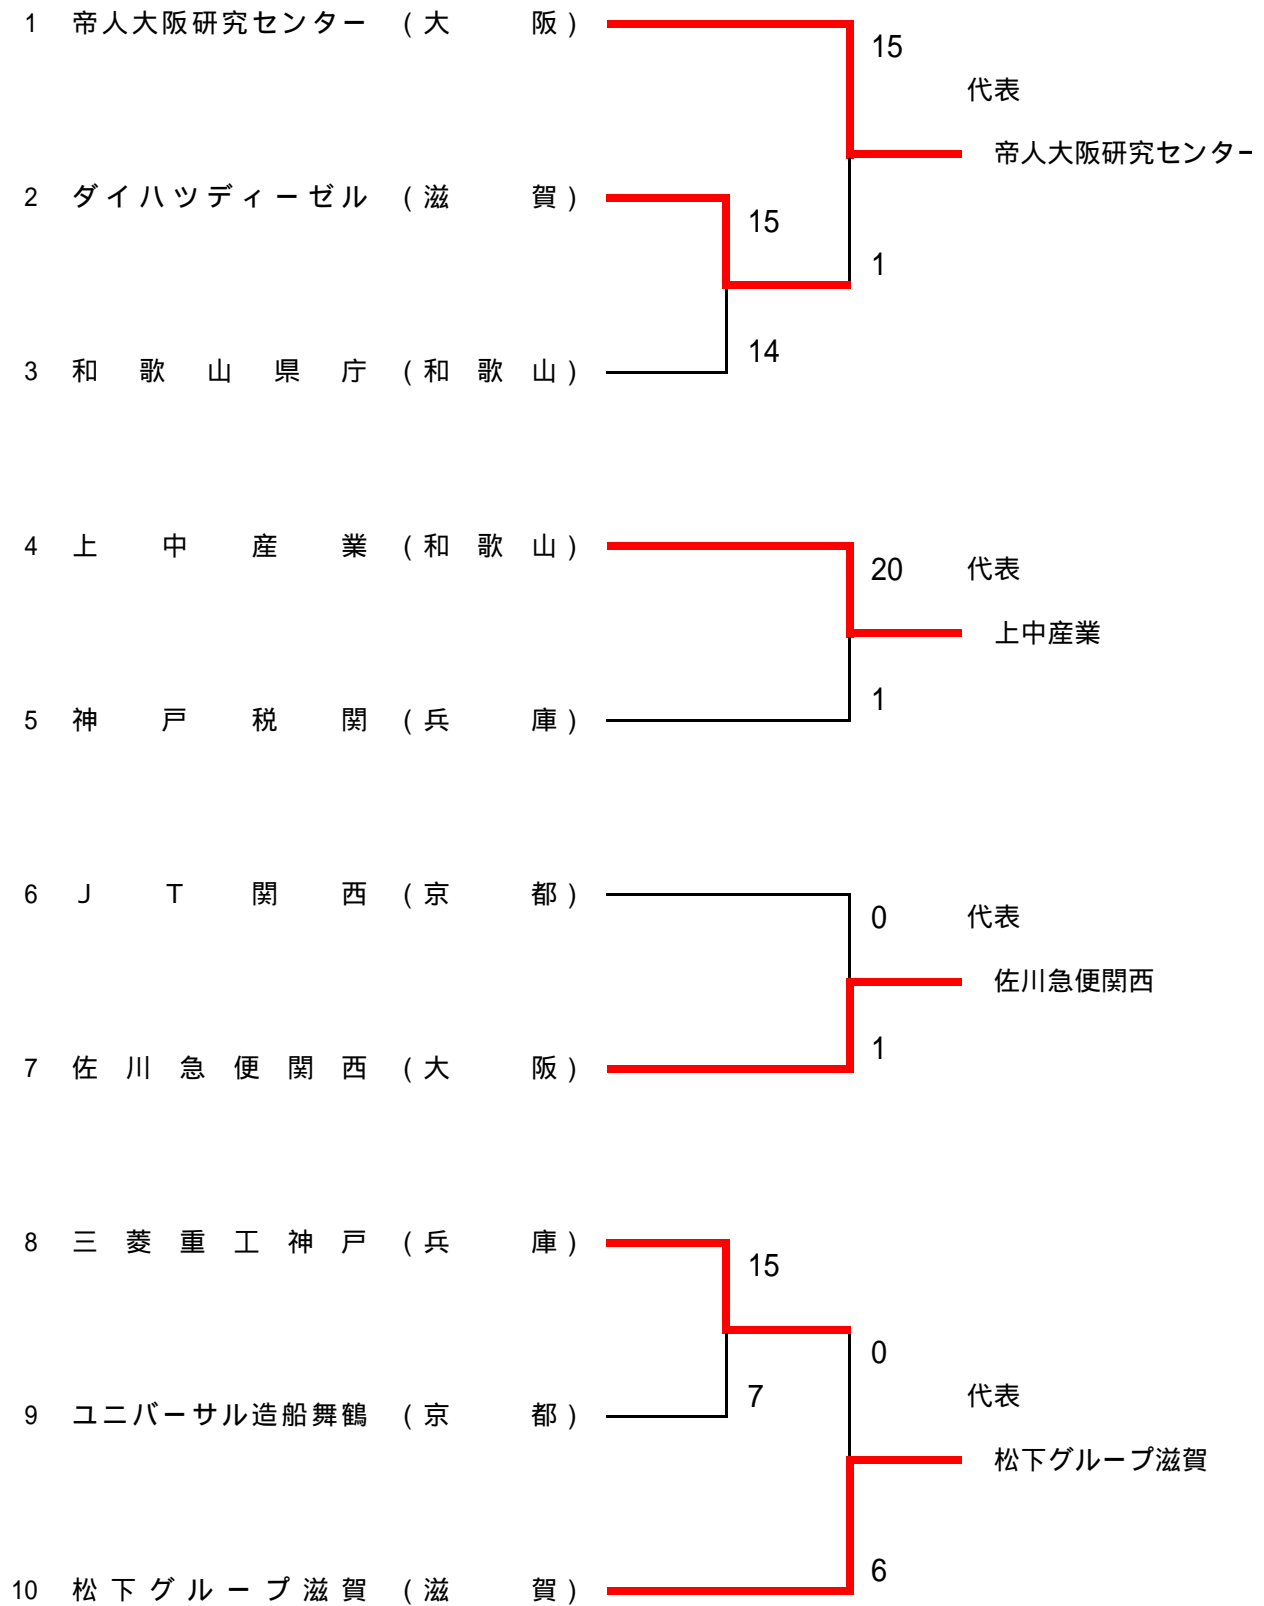 1 帝人大阪研究センター (大阪)
15
代表
帝人大阪研究センター
2 ダイハツディーゼル (滋賀)
15
1
14
3 和歌山県庁 (和歌山)
4 上中産業 (和歌山)
20 代表
上中産業
1
5 神戸税関 (兵庫)
6 ＪＴ関西 (京都)
0 代表
佐川急便関西
1
7 佐川急便関西 (大阪)
8 三菱重工神戸 (兵庫)
15
0
7 代表
9 ユニバーサル造船舞鶴 (京都)
松下グループ滋賀
6
10 松下グループ滋賀 (滋賀)